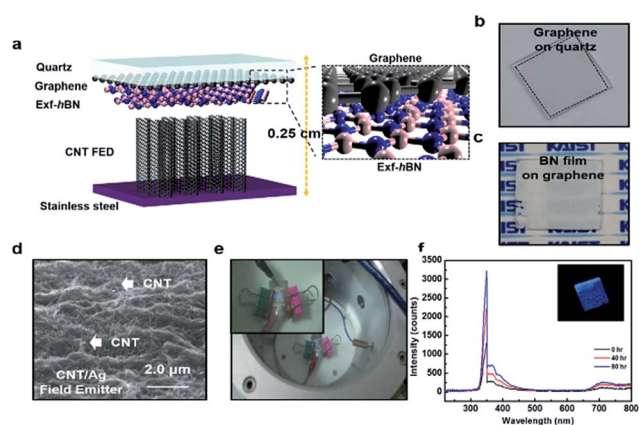 a
Quartz
Graphene
Exf-hBN
CNT FED
Stainless steel
0.25 cm
Graphene
Exf-hBN
b
Graphene
on quartz
c
KAIST
BN film
on graphene
d
CNT
CNT
CNT/Ag
Field Emitter
2.0 μm
e
f
Intensity (counts)
3500
3000
2500
2000
1500
1000
500
0
0 hr
40 hr
80 hr
300 400 500 600 700 800
Wavelength (nm)